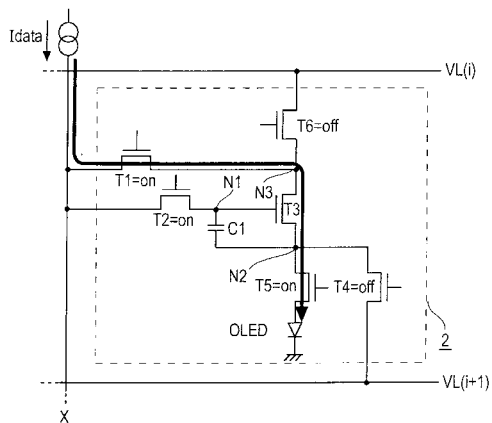 Idata
VL(i)
T6=off
T1=on
N1
N3
T3
T2=on
C1
N2
T5=on
T4=off
OLED
2
VL(i+1)
X